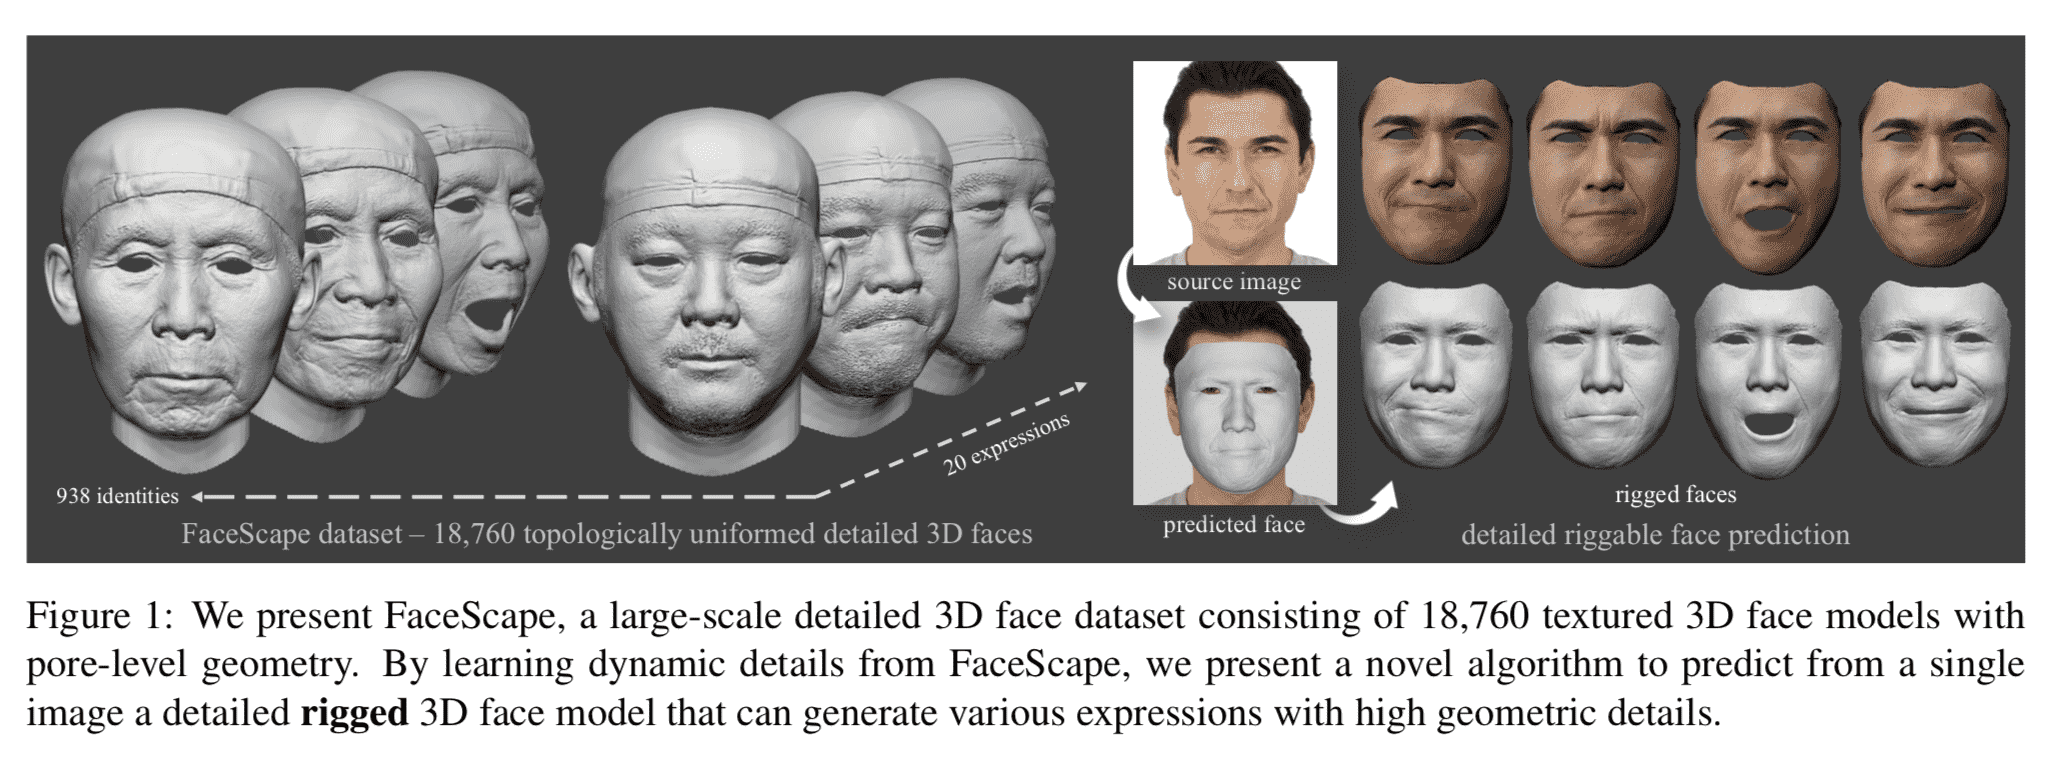 source image
20 expressions
938 identities
rigged faces
predicted face
FaceScape dataset – 18,760 topologically uniformed detailed 3D faces
detailed riggable face prediction
Figure 1: We present FaceScape, a large-scale detailed 3D face dataset consisting of 18,760 textured 3D face models with
pore-level geometry. By learning dynamic details from FaceScape, we present a novel algorithm to predict from a single
image a detailed rigged 3D face model that can generate various expressions with high geometric details.